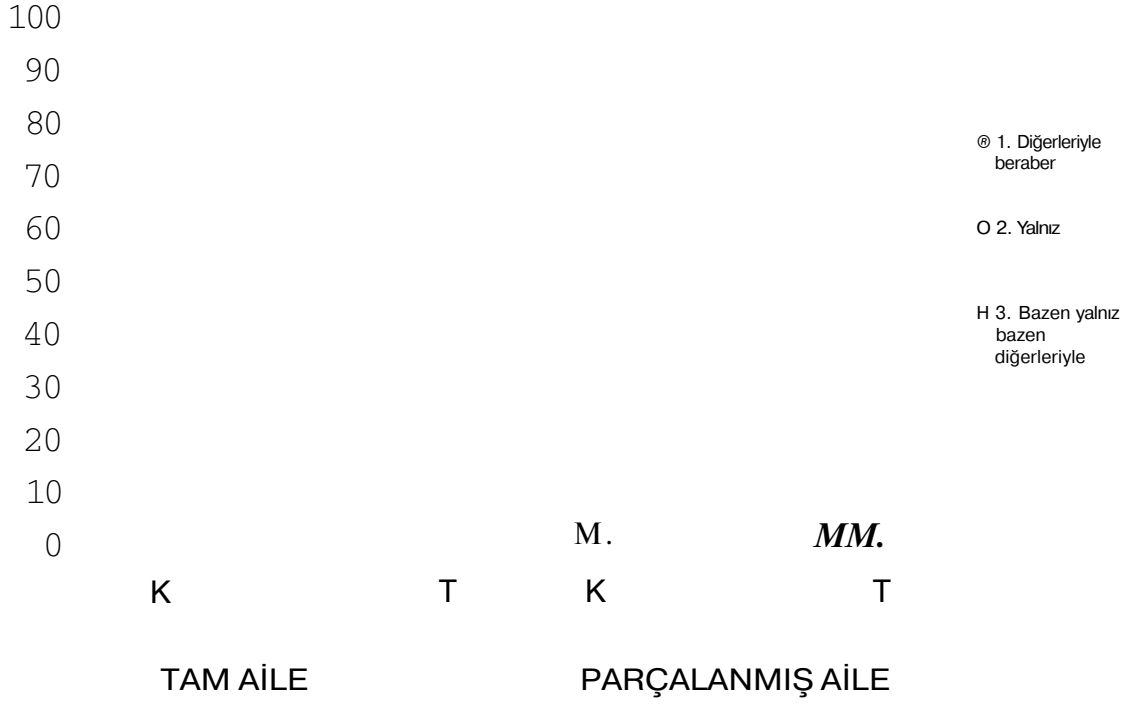 100
90
80
70
60
50
40
30
20
10
0
M.
MM.
K
T
K
T
TAM AİLE
PARÇALANMIŞ AİLE
® 1. Diğerleriyle
beraber
O 2. Yalnız
H 3. Bazen yalnız
bazen
diğerleriyle